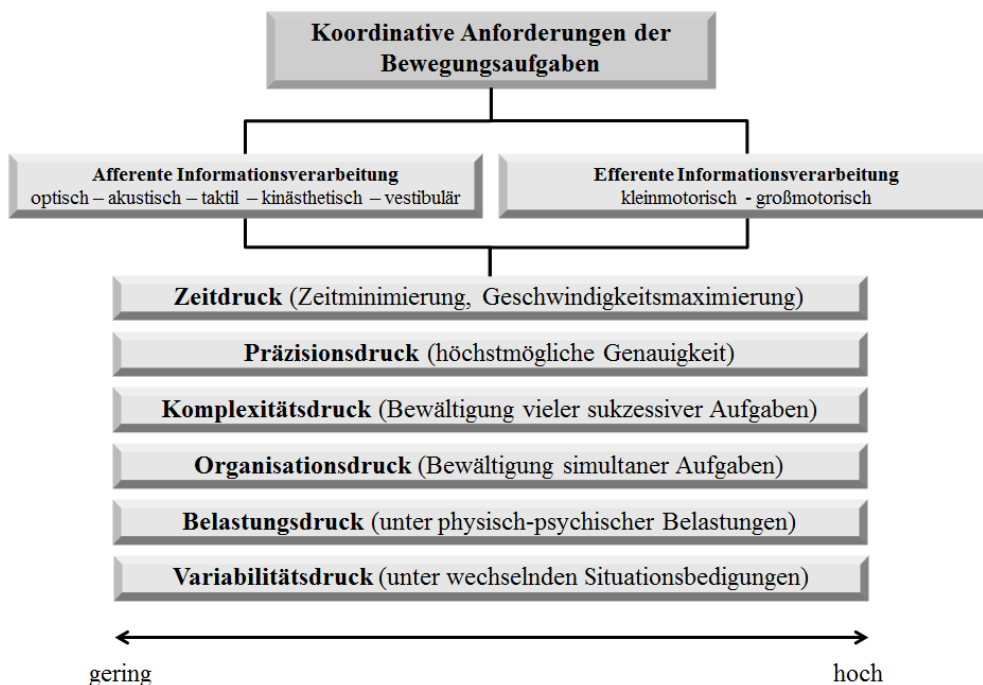 Koordinative Anforderungen der
Bewegungsaufgaben
Afferente Informationsverarbeitung
optisch – akustisch – taktil – kinästhetisch – vestibulär
Efferente Informationsverarbeitung
kleinmotorisch - großmotorisch
Zeitdruck (Zeitminimierung, Geschwindigkeitsmaximierung)
Präzisionsdruck (höchstmögliche Genauigkeit)
Komplexitätsdruck (Bewältigung vieler sukzessiver Aufgaben)
Organisationsdruck (Bewältigung simultaner Aufgaben)
Belastungsdruck (unter physisch-psychischer Belastungen)
Variabilitätsdruck (unter wechselnden Situationsbedigungen)
gering
hoch